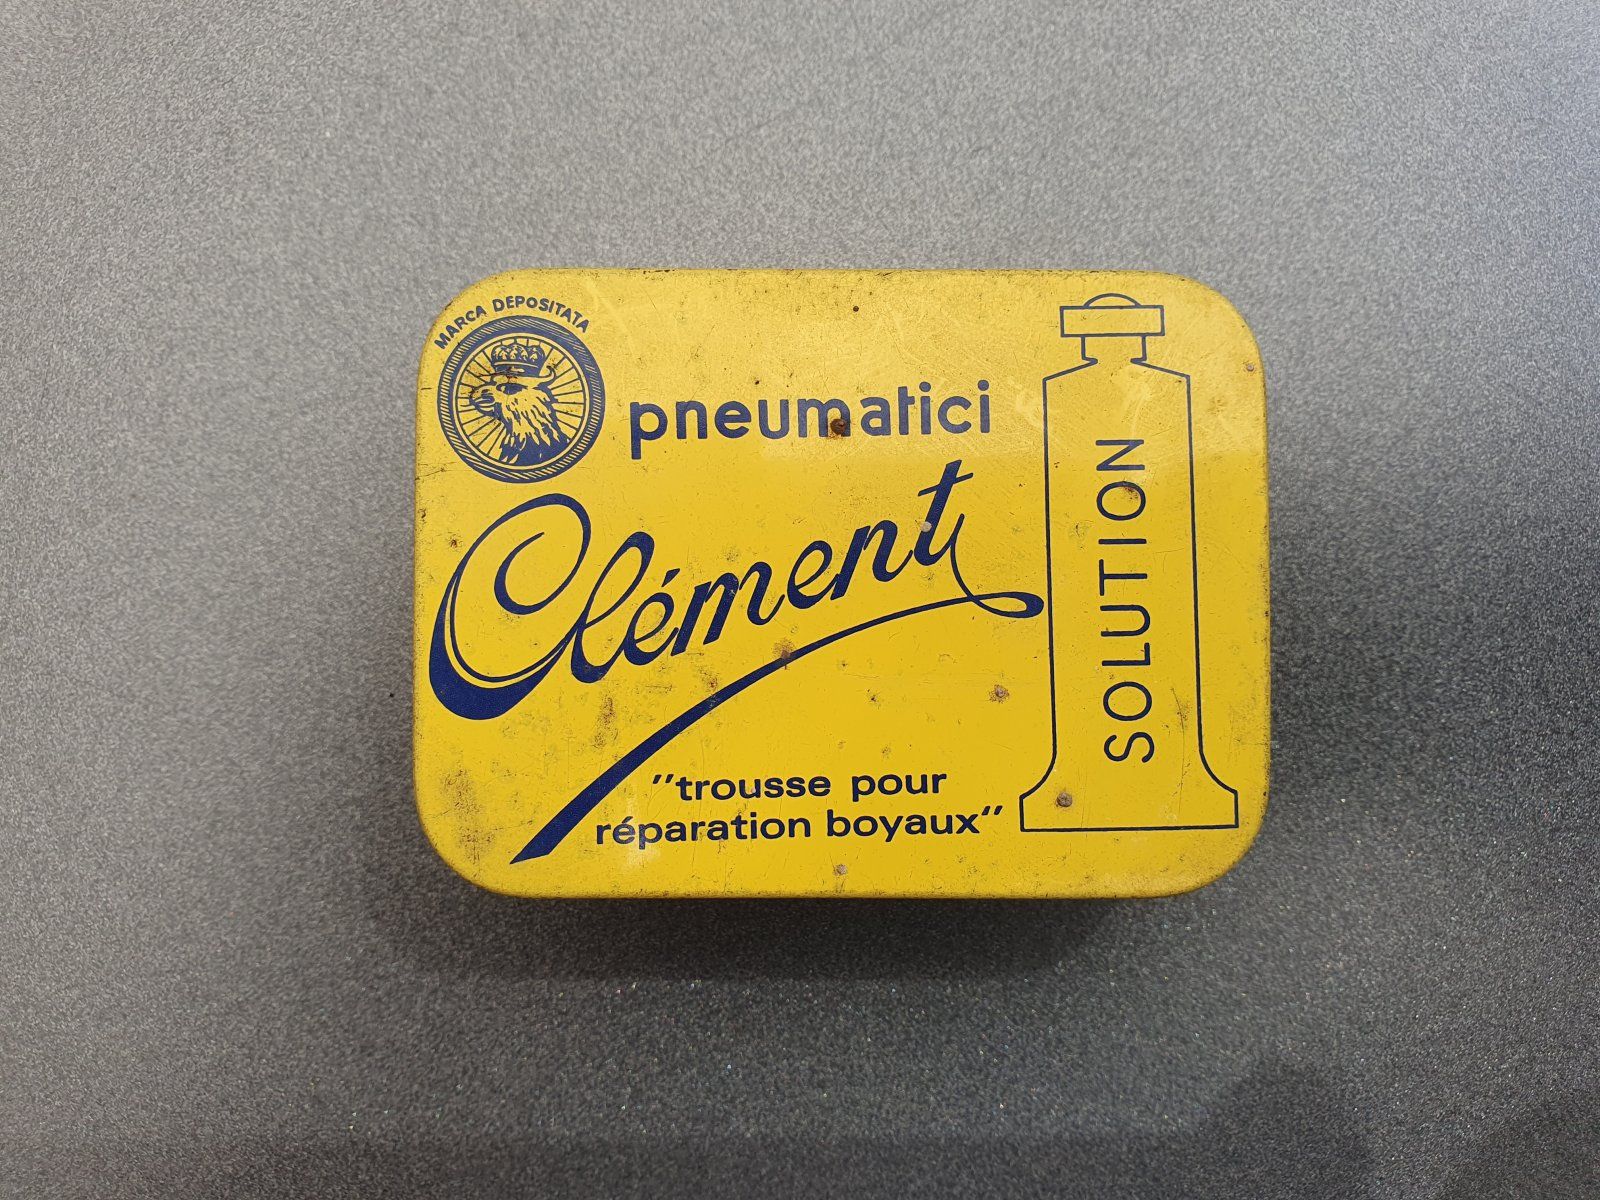 MARCA DEPOSITATA
pneumatici
Clément
"trousse pour
réparation boyaux"
SOLUTION